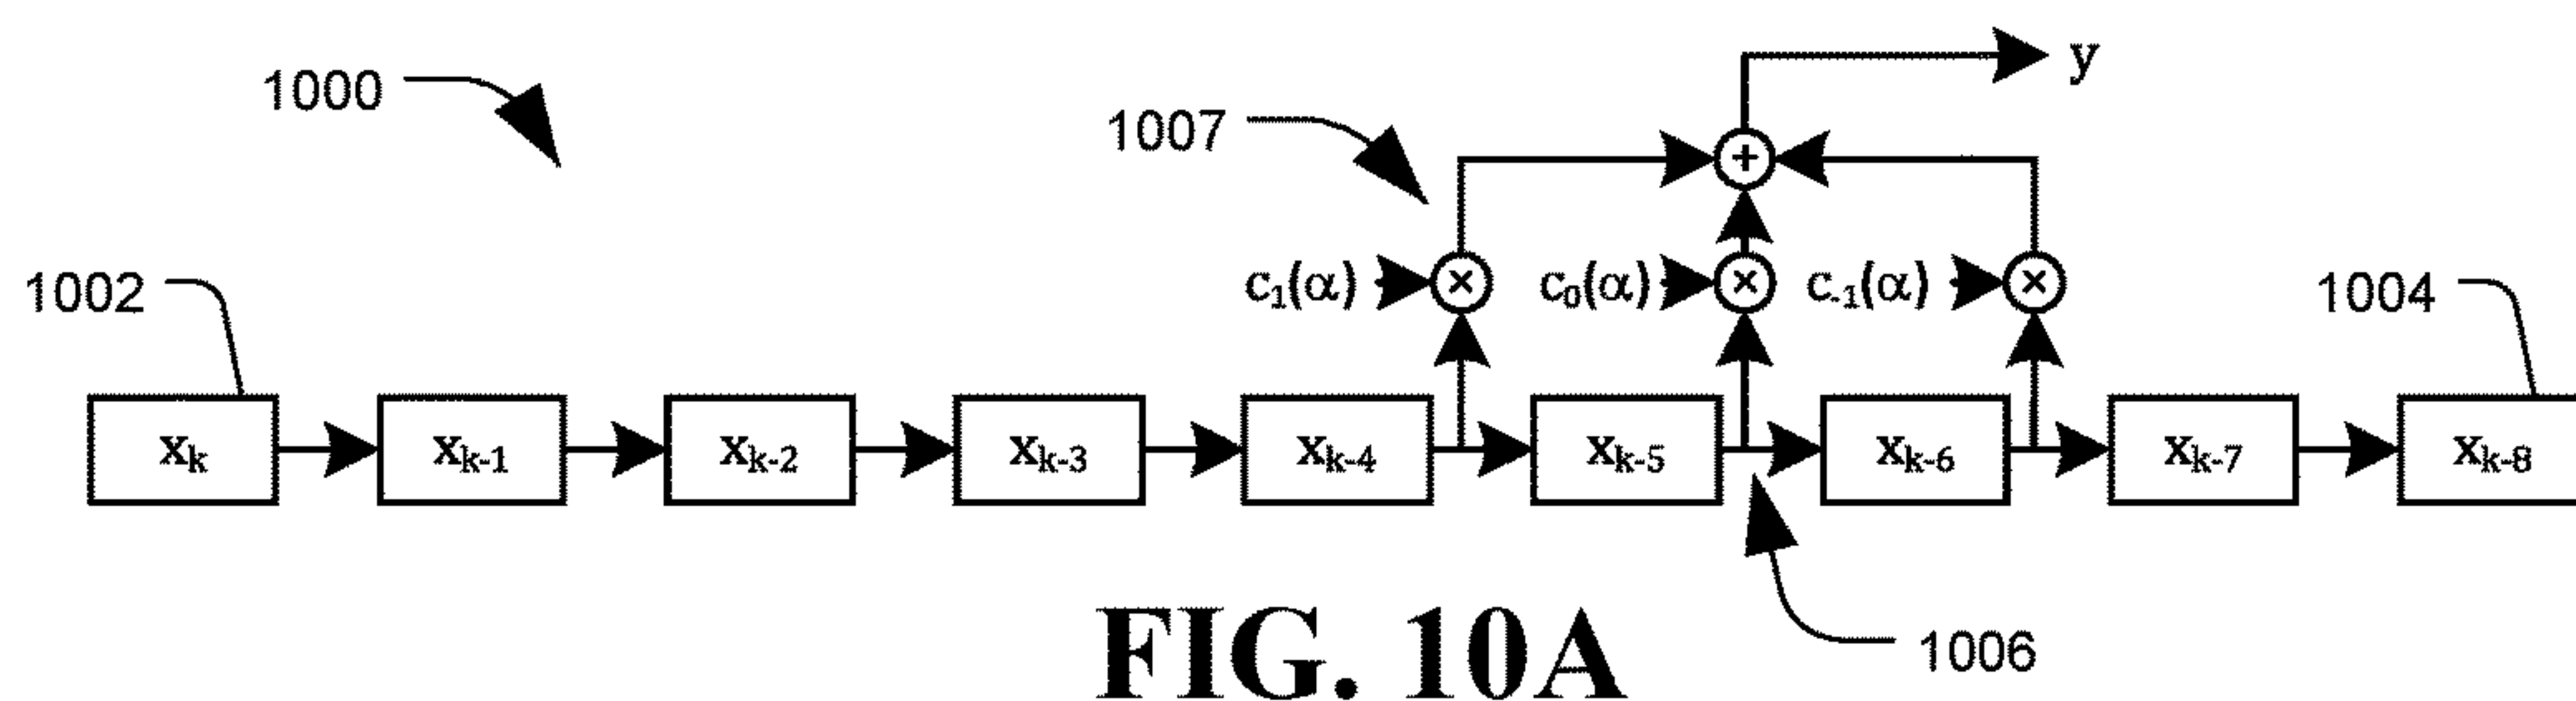 1000
y
1007
+
1002
c₁(α) × c₀(α) × c₋₁(α) ×
1004
xₖ xₖ₋₁ xₖ₋₂ xₖ₋₃ xₖ₋₄ xₖ₋₅ xₖ₋₆ xₖ₋₇ xₖ₋₈
1006
FIG. 10A